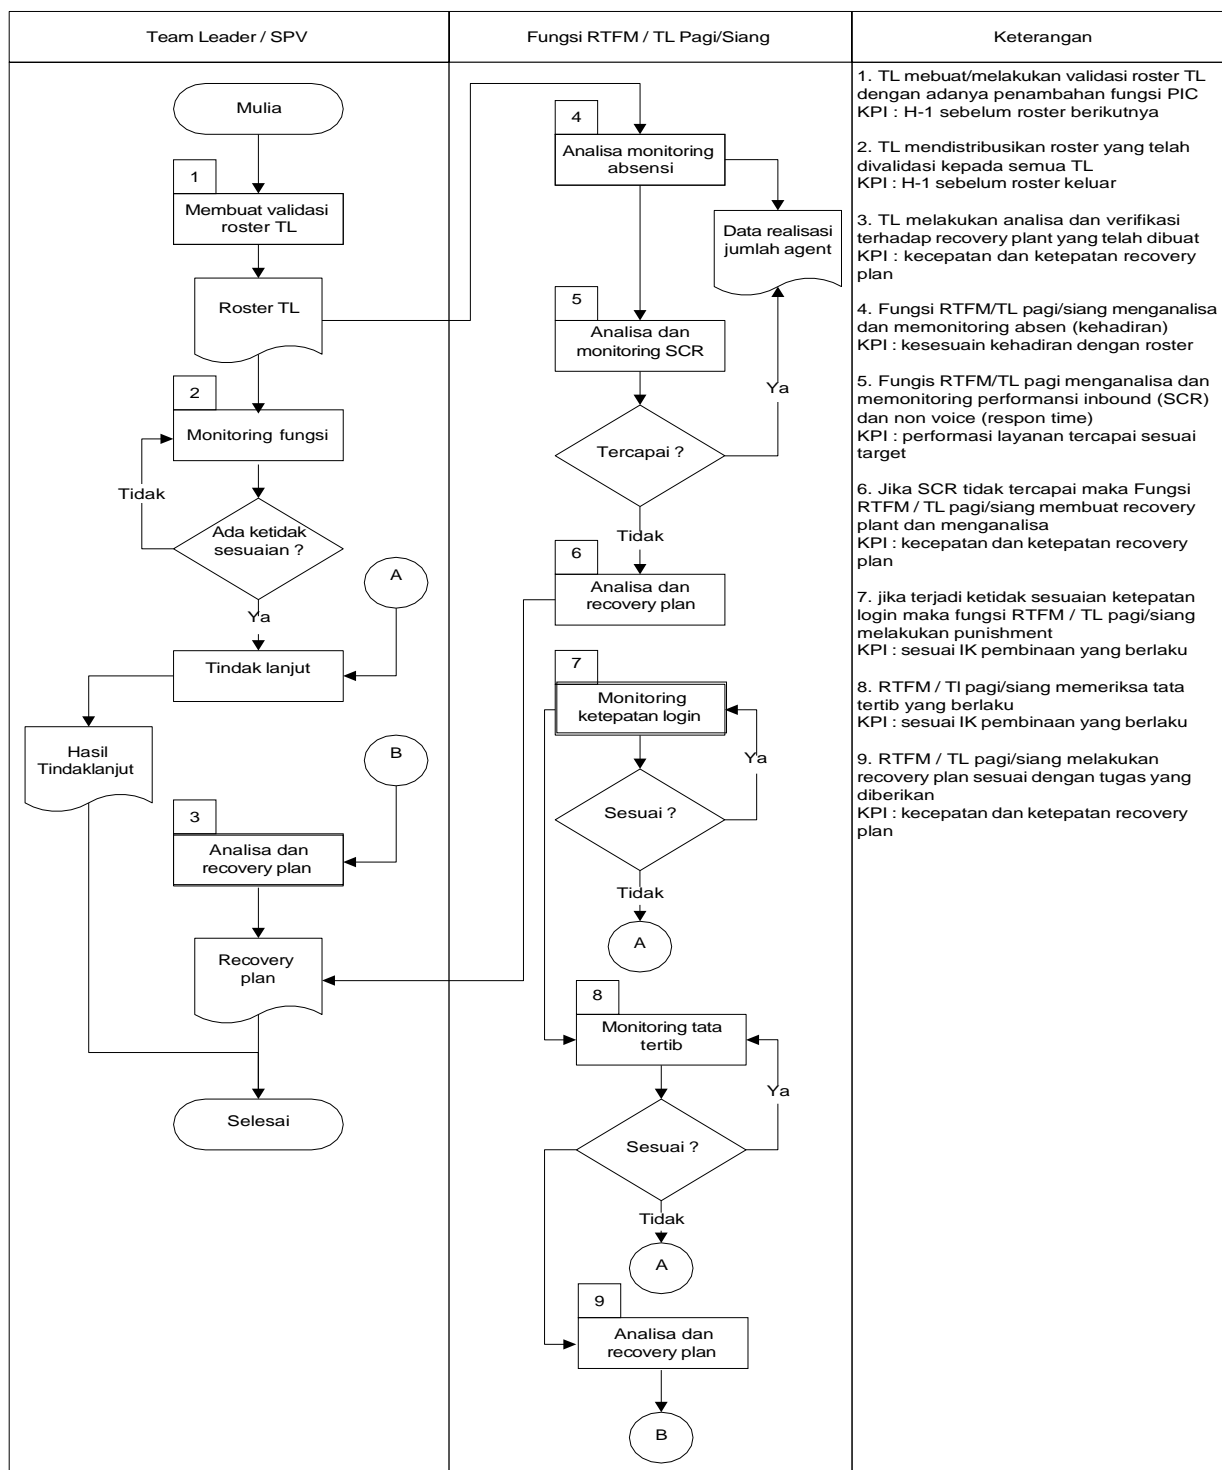 Team Leader / SPV
Fungsi RTFM / TL Pagi/Siang
Keterangan
Mulia
1
Membuat validasi
roster TL
Roster TL
2
Monitoring fungsi
Tidak
Ada ketidak
sesuaian ?
Ya
A
Tindak lanjut
Hasil
Tindaklanjut
B
3
Analisa dan
recovery plan
Recovery
plan
Selesai
4
Analisa monitoring
absensi
Data realisasi
jumlah agent
5
Analisa dan
monitoring SCR
Ya
Tercapai ?
Tidak
6
Analisa dan
recovery plan
7
Monitoring
ketepatan login
Ya
Sesuai ?
Tidak
A
8
Monitoring tata
tertib
Ya
Sesuai ?
Tidak
A
9
Analisa dan
recovery plan
B
1. TL mebuat/melakukan validasi roster TL
dengan adanya penambahan fungsi PIC
KPI : H-1 sebelum roster berikutnya
2. TL mendistribusikan roster yang telah
divalidasi kepada semua TL
KPI : H-1 sebelum roster keluar
3. TL melakukan analisa dan verifikasi
terhadap recovery plant yang telah dibuat
KPI : kecepatan dan ketepatan recovery
plan
4. Fungsi RTFM/TL pagi/siang menganalisa
dan memonitoring absen (kehadiran)
KPI : kesesuain kehadiran dengan roster
5. Fungis RTFM/TL pagi menganalisa dan
memonitoring performansi inbound (SCR)
dan non voice (respon time)
KPI : performasi layanan tercapai sesuai
target
6. Jika SCR tidak tercapai maka Fungsi
RTFM / TL pagi/siang membuat recovery
plant dan menganalisa
KPI : kecepatan dan ketepatan recovery
plan
7. jika terjadi ketidak sesuaian ketepatan
login maka fungsi RTFM / TL pagi/siang
melakukan punishment
KPI : sesuai IK pembinaan yang berlaku
8. RTFM / Tl pagi/siang memeriksa tata
tertib yang berlaku
KPI : sesuai IK pembinaan yang berlaku
9. RTFM / TL pagi/siang melakukan
recovery plan sesuai dengan tugas yang
diberikan
KPI : kecepatan dan ketepatan recovery
plan